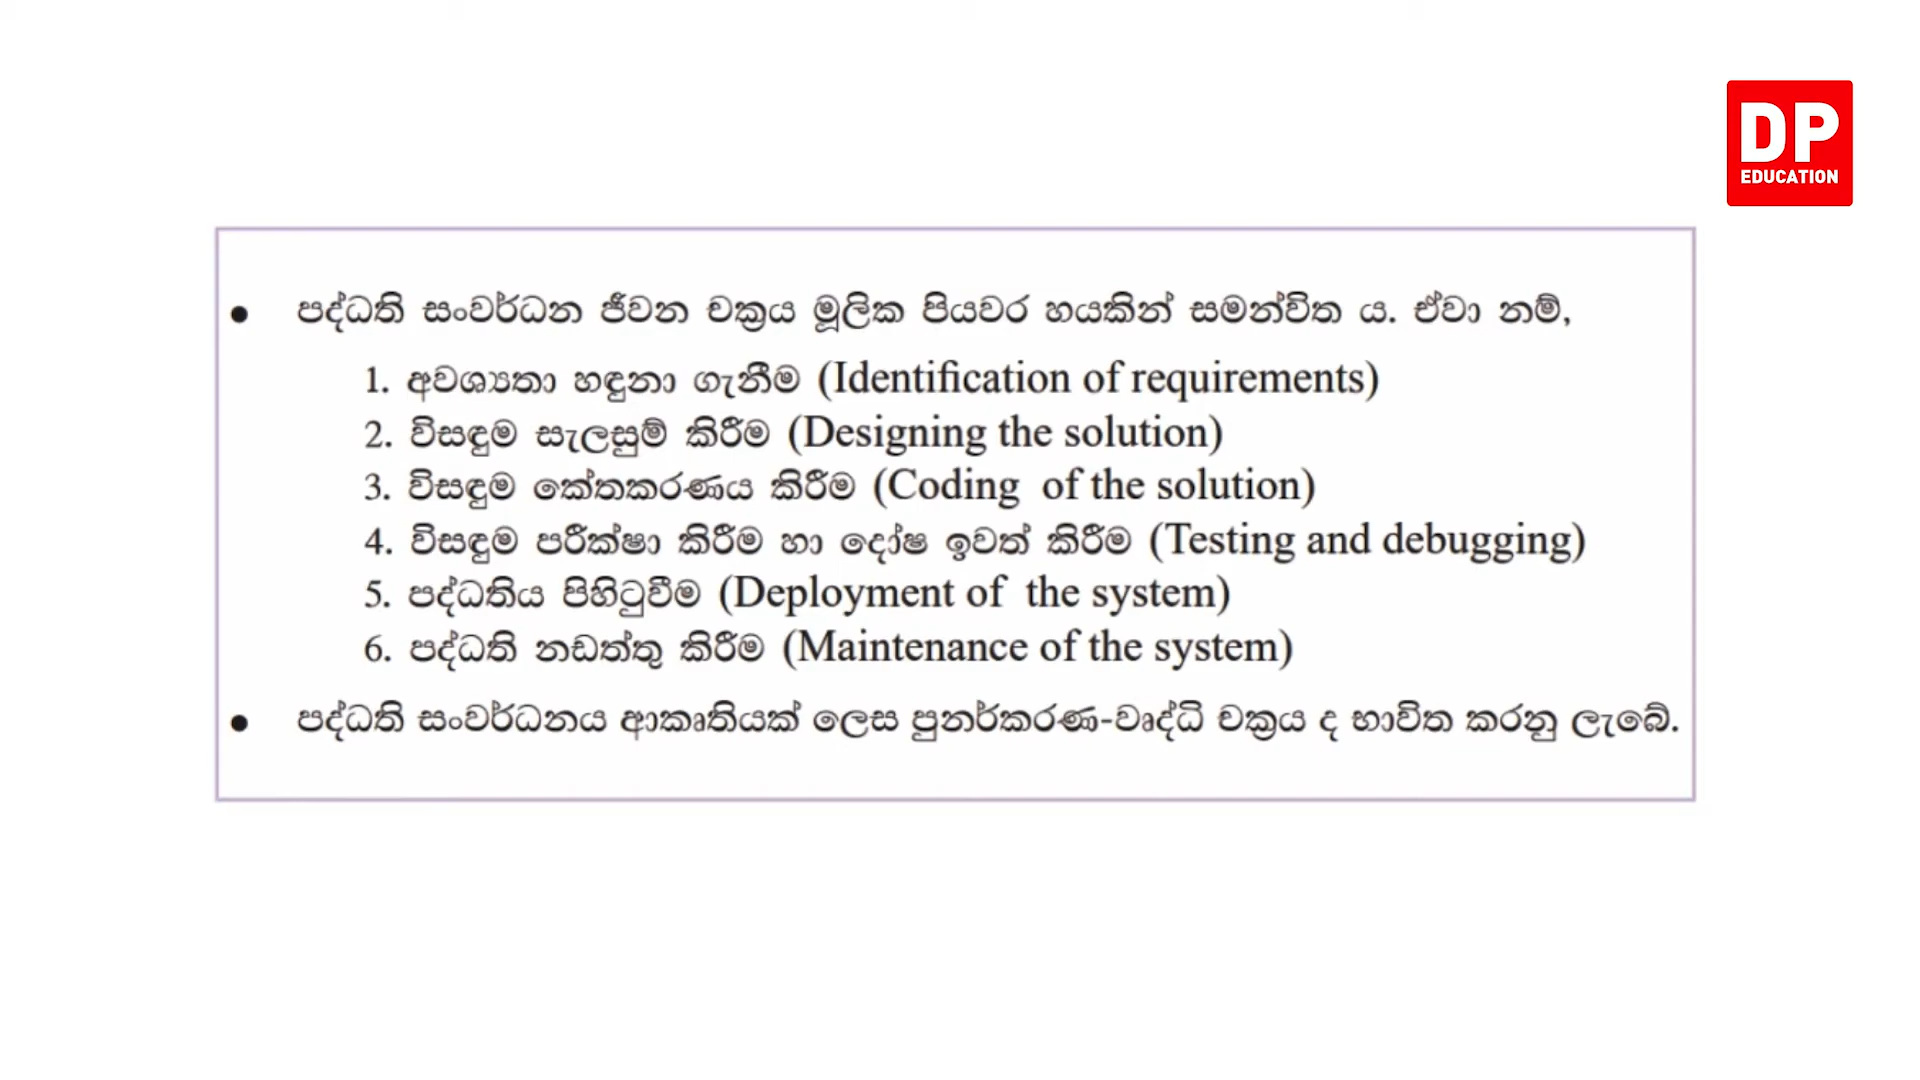 DP
EDUCATION
● පද්ධති සංවර්ධන ජීවන චක්‍රය මූලික පියවර හයකින් සමන්විත ය. ඒවා නම්,
1. අවශ්‍යතා හඳුනා ගැනීම (Identification of requirements)
2. විසඳුම සැලසුම් කිරීම (Designing the solution)
3. විසඳුම කේතකරණය කිරීම (Coding of the solution)
4. විසඳුම පරීක්ෂා කිරීම හා දෝෂ ඉවත් කිරීම (Testing and debugging)
5. පද්ධතිය පිහිටුවීම (Deployment of the system)
6. පද්ධති නඩත්තු කිරීම (Maintenance of the system)
● පද්ධති සංවර්ධනය ආකෘතියක් ලෙස පුනර්කරණ-වෘද්ධි චක්‍රය ද භාවිත කරනු ලැබේ.